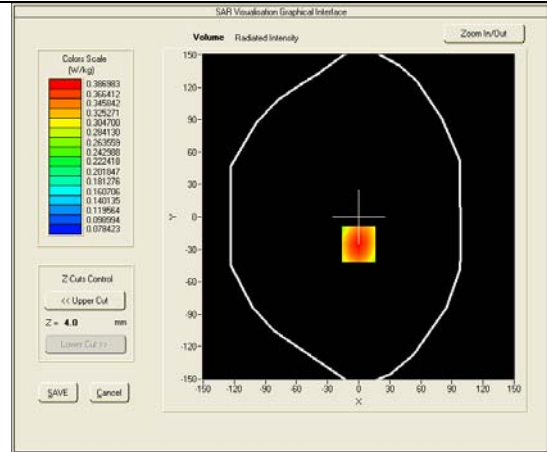 SAR Visualisation Graphical Interface
Volume Radiated Intensity
Zoom In/Out
Colors Scale
(W/kg)
0.386983
0.366412
0.345842
0.325271
0.304700
0.284130
0.263559
0.242988
0.222418
0.201847
0.181276
0.160706
0.140135
0.119564
0.098994
0.078423
Z Cuts Control
<< Upper Cut
Z = 4.0 mm
Lower Cut >>
SAVE
Cancel
150
120
90
60
30
0
-30
-60
-90
-120
-150
Y
-150 -120 -90 -60 -30 0 30 60 90 120 150
X